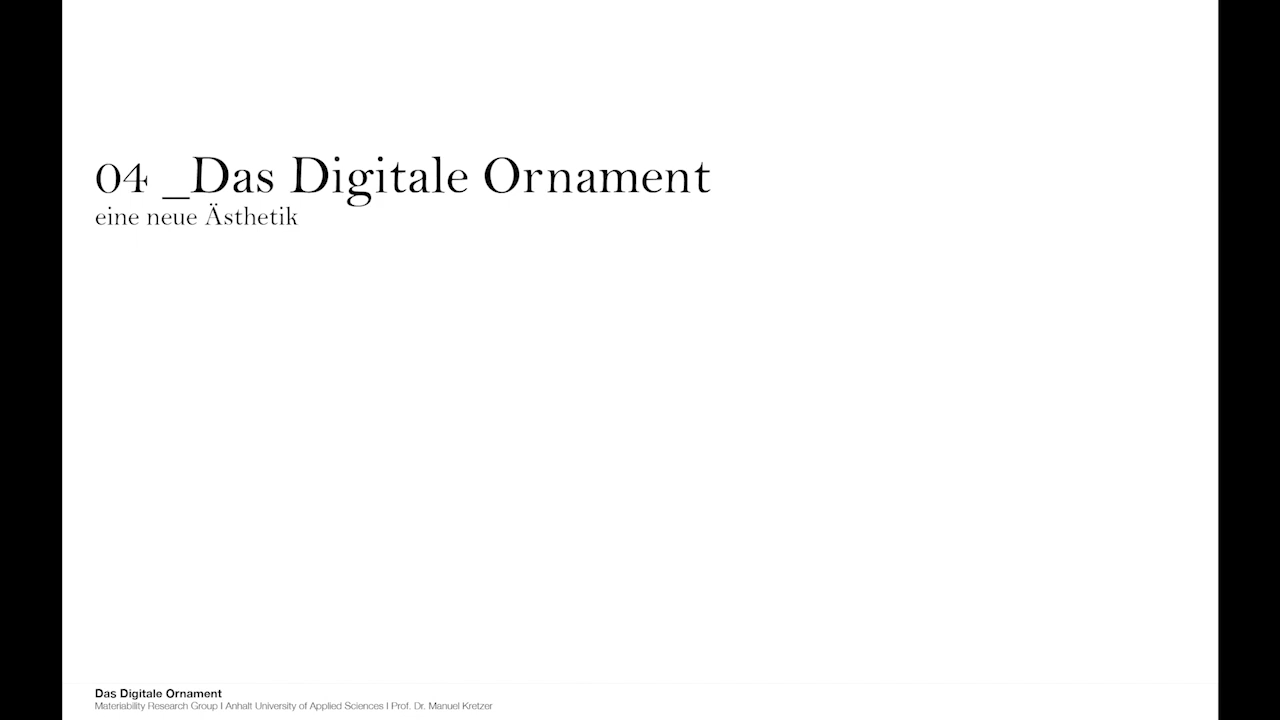 04 _Das Digitale Ornament
eine neue Ästhetik
Das Digitale Ornament
Materiability Research Group I Anhalt University of Applied Sciences I Prof. Dr. Manuel Kretzer